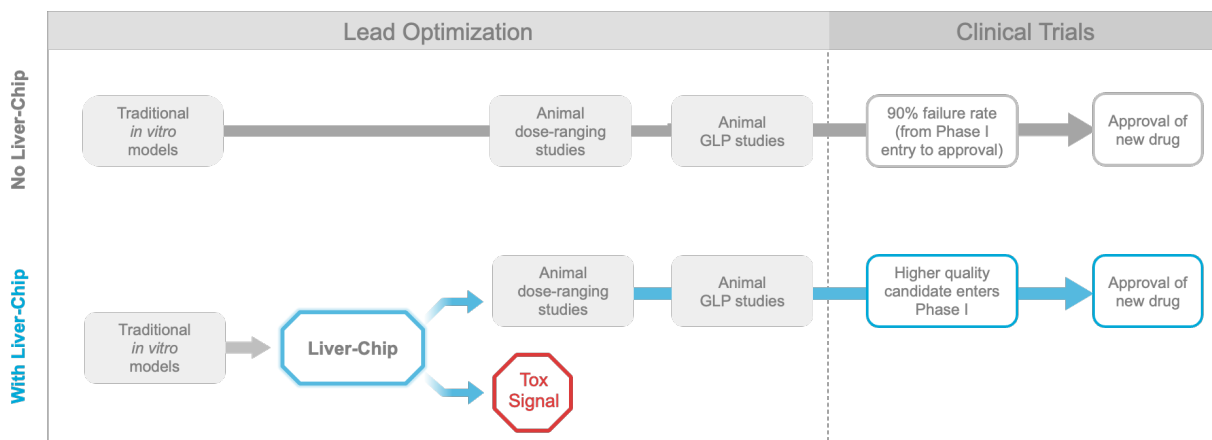 Lead Optimization
Clinical Trials
No Liver-Chip
Traditional
in vitro
models
Animal
dose-ranging
studies
Animal
GLP studies
90% failure rate
(from Phase I
entry to approval)
Approval of
new drug
With Liver-Chip
Traditional
in vitro
models
Liver-Chip
Animal
dose-ranging
studies
Animal
GLP studies
Higher quality
candidate enters
Phase I
Approval of
new drug
Tox
Signal